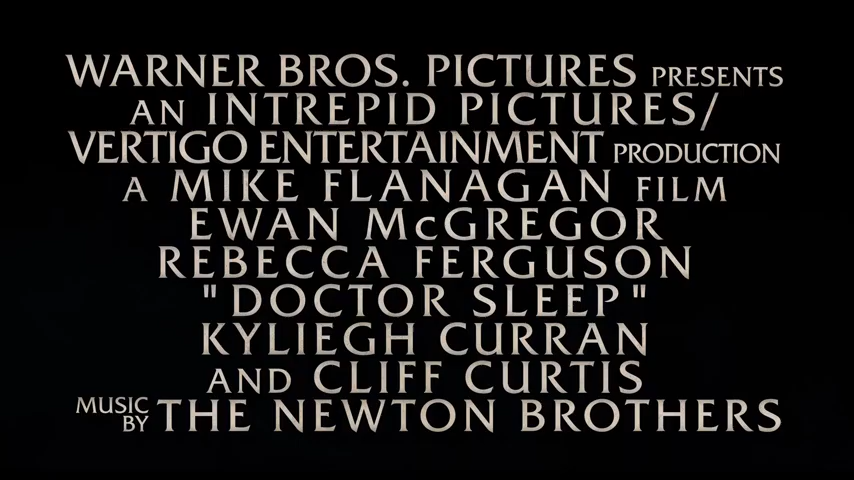 WARNER BROS. PICTURES PRESENTS
AN INTREPID PICTURES/
VERTIGO ENTERTAINMENT PRODUCTION
A MIKE FLANAGAN FILM
EWAN McGREGOR
REBECCA FERGUSON
"DOCTOR SLEEP"
KYLIEGH CURRAN
AND CLIFF CURTIS
MUSIC BY THE NEWTON BROTHERS